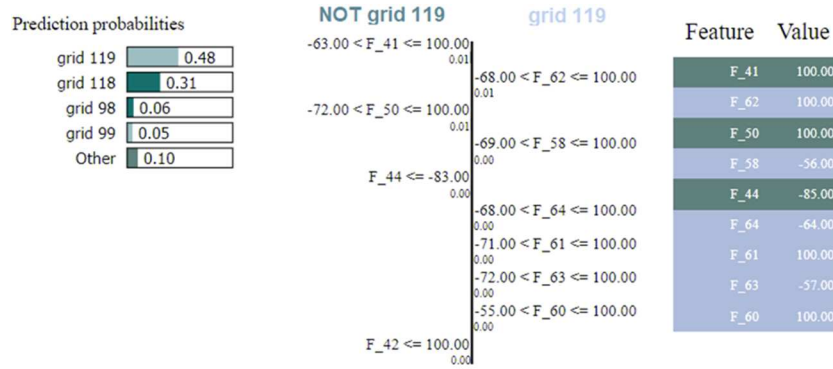 Prediction probabilities
grid 119 0.48
grid 118 0.31
grid 98 0.06
grid 99 0.05
Other 0.10
NOT grid 119 grid 119
-63.00 < F_41 <= 100.00
0.01
-68.00 < F_62 <= 100.00
0.01
-72.00 < F_50 <= 100.00
0.01
-69.00 < F_58 <= 100.00
0.00
F_44 <= -83.00
0.00
-68.00 < F_64 <= 100.00
0.00
-71.00 < F_61 <= 100.00
0.00
-72.00 < F_63 <= 100.00
0.00
-55.00 < F_60 <= 100.00
0.00
F_42 <= 100.00
0.00
Feature Value
F_41 100.00
F_62 100.00
F_50 100.00
F_58 -56.00
F_44 -85.00
F_64 -64.00
F_61 100.00
F_63 -57.00
F_60 100.00